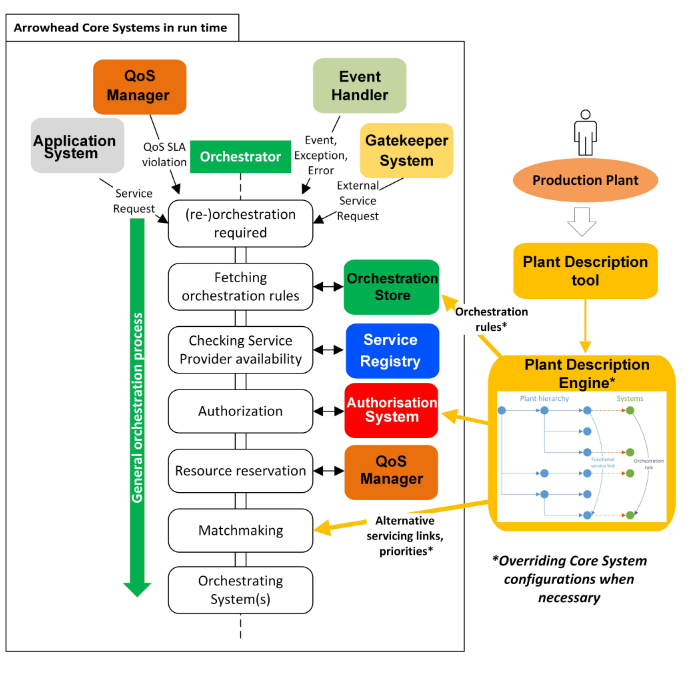 Arrowhead Core Systems in run time
QoS
Manager
Event
Handler
Application
System
QoS SLA
violation
Orchestrator
Event,
Exception,
Error
Gatekeeper
System
Service
Request
External
Service
Request
(re-)orchestration
required
General orchestration process
Fetching
orchestration rules
Orchestration
Store
Checking Service
Provider availability
Service
Registry
Authorization
Authorisation
System
Resource reservation
QoS
Manager
Matchmaking
Alternative
servicing links,
priorities*
Orchestrating
System(s)
Production Plant
Plant Description
tool
Orchestration
rules*
Plant Description
Engine*
Plant hierarchy
Systems
Functional
service link
Orchestration
rule
*Overriding Core System
configurations when
necessary